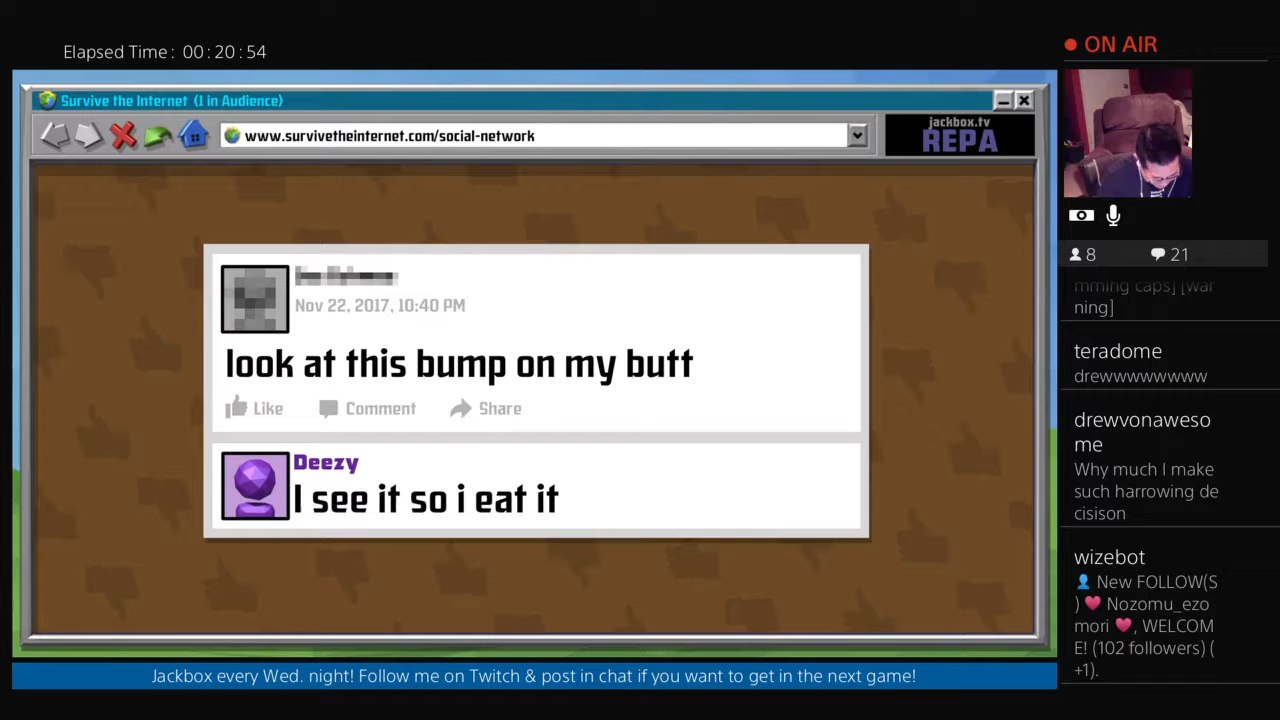 Elapsed Time: 00:20:54
ON AIR
Survive the Internet (1 in Audience)
www.survivetheinternet.com/social-network
jackbox.tv
REPA
8 21
Nov 22, 2017, 10:40 PM
look at this bump on my butt
Like Comment Share
Deezy
I see it so i eat it
mming caps] [war
ning]
teradome
drewwwwwwww
drewvonaweso
me
Why much I make
such harrowing de
cisison
wizebot
New FOLLOW(S
) Nozomu_ezo
mori , WELCOM
E! (102 followers) (
+1).
Jackbox every Wed. night! Follow me on Twitch & post in chat if you want to get in the next game!